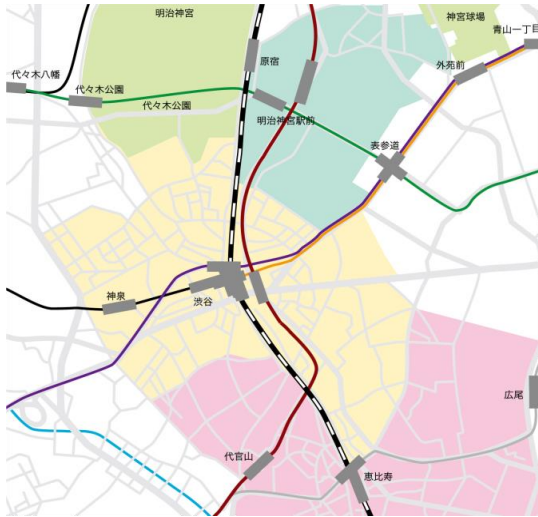 明治神宮
神宮球場
青山一丁目
原宿
外苑前
代々木八幡
代々木公園
代々木公園
明治神宮駅前
表参道
神泉
渋谷
広尾
代官山
恵比寿